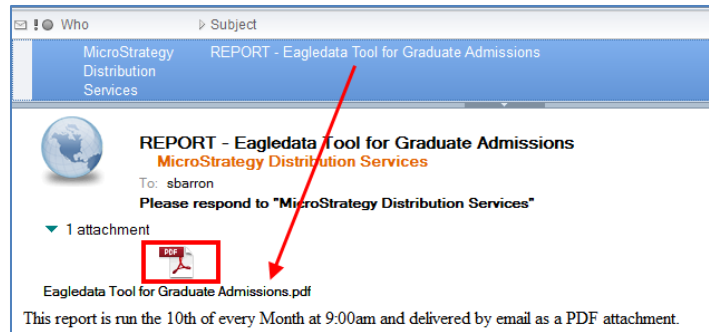 Who Subject
MicroStrategy REPORT - Eagledata Tool for Graduate Admissions
Distribution
Services
REPORT - Eagledata Tool for Graduate Admissions
MicroStrategy Distribution Services
To: sbarron
Please respond to "MicroStrategy Distribution Services"
1 attachment
PDF
Eagledata Tool for Graduate Admissions.pdf
This report is run the 10th of every Month at 9:00am and delivered by email as a PDF attachment.